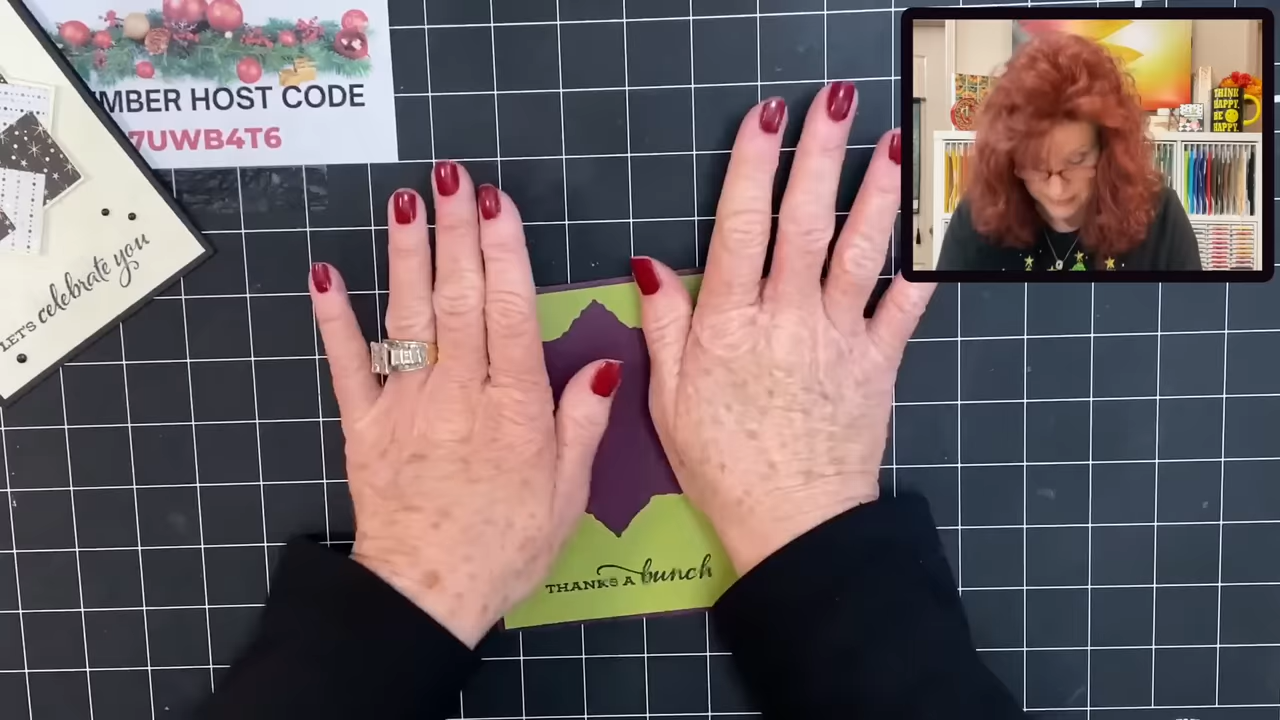 MBER HOST CODE
7UWB4T6
LET'S celebrate you
THANKS A bunch
THINK
HAPPY.
BE
HAPPY.